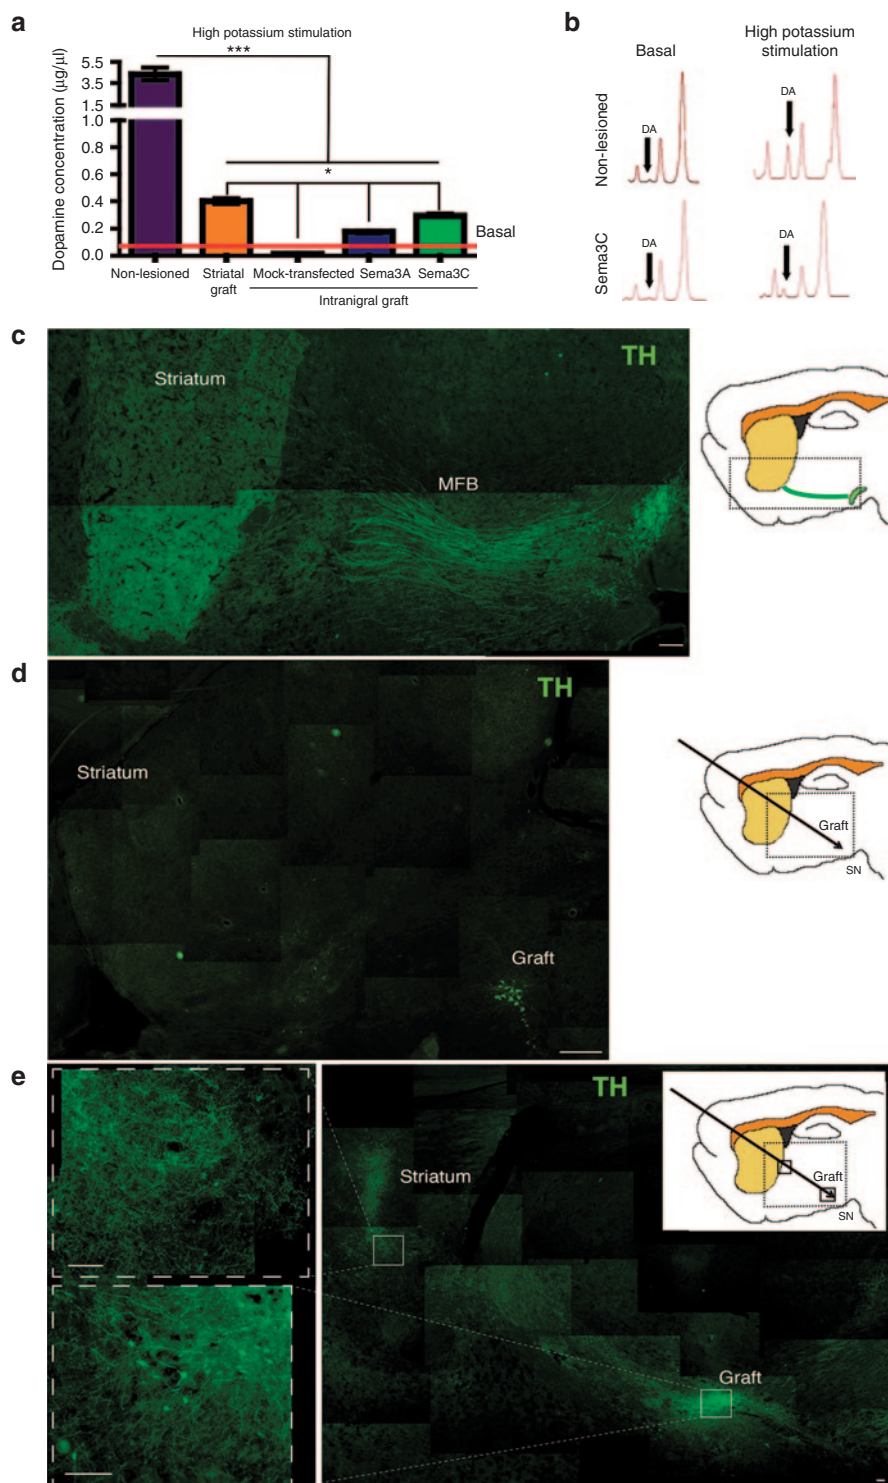 a
High potassium stimulation
***
*
Dopamine concentration (µg/µl)
5.5
3.5
1.5
1.0
0.8
0.6
0.4
0.2
0.0
Basal
Non-lesioned
Striatal
graft
Mock-transfected
Sema3A
Sema3C
Intranigral graft
b
Basal
High potassium
stimulation
Non-lesioned
DA
DA
Sema3C
DA
DA
c
TH
Striatum
MFB
d
TH
Striatum
Graft
Graft
SN
e
TH
Striatum
Graft
Graft
SN